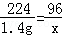 224/1.4g = 96/x